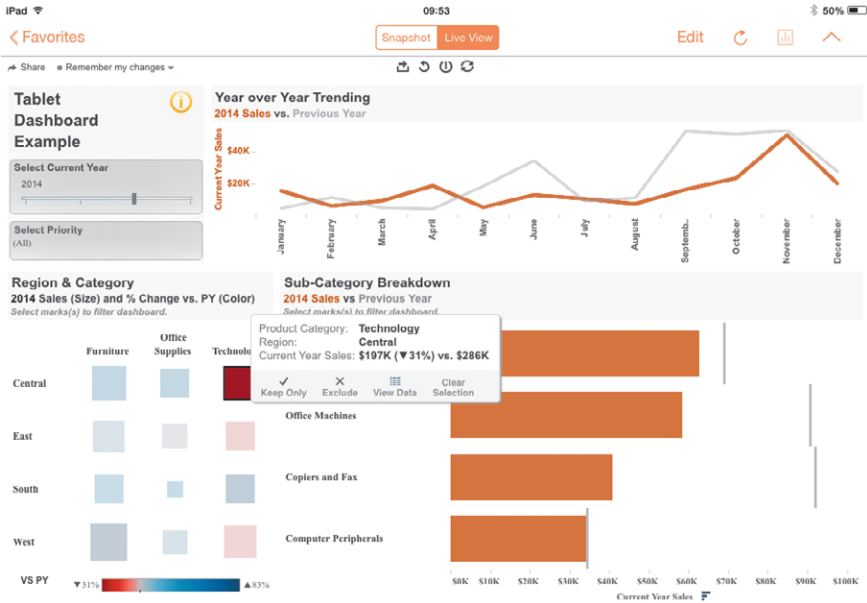 iPad 09:53 50%
Favorites Snapshot Live View Edit
Share Remember my changes
Tablet
Dashboard
Example
Select Current Year
2014
Select Priority
(All)
Year over Year Trending
2014 Sales vs. Previous Year
Current Year Sales
$40K
$20K
January
February
March
April
May
June
July
August
Septemb..
October
November
December
Region & Category
2014 Sales (Size) and % Change vs. PY (Color)
Select marks(s) to filter dashboard.
Sub-Category Breakdown
2014 Sales vs Previous Year
Select marks(s) to filter dashboard.
Furniture
Office
Supplies
Technolo
Central
East
South
West
VS PY ▼31% ▲83%
Product Category: Technology
Region: Central
Current Year Sales: $197K (▼31%) vs. $286K
Keep Only Exclude View Data
Clear
Selection
Office Machines
Copiers and Fax
Computer Peripherals
$0K $10K $20K $30K $40K $50K $60K $70K $80K $90K $100K
Current Year Sales